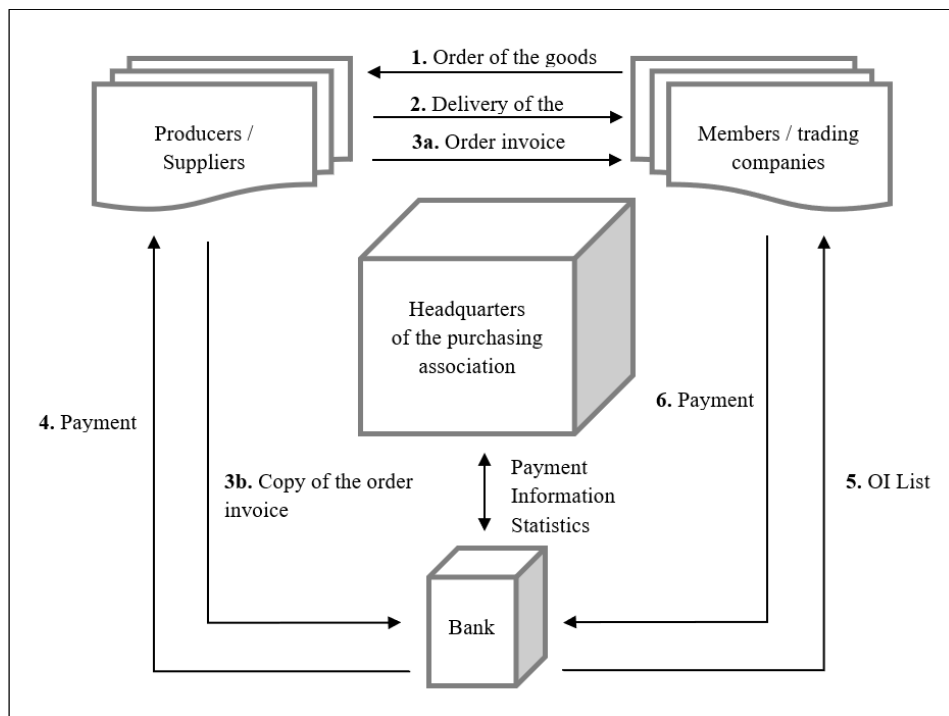 1. Order of the goods
2. Delivery of the
3a. Order invoice
Producers /
Suppliers
Members / trading
companies
Headquarters
of the purchasing
association
4. Payment
3b. Copy of the order
invoice
Payment
Information
Statistics
6. Payment
5. OI List
Bank